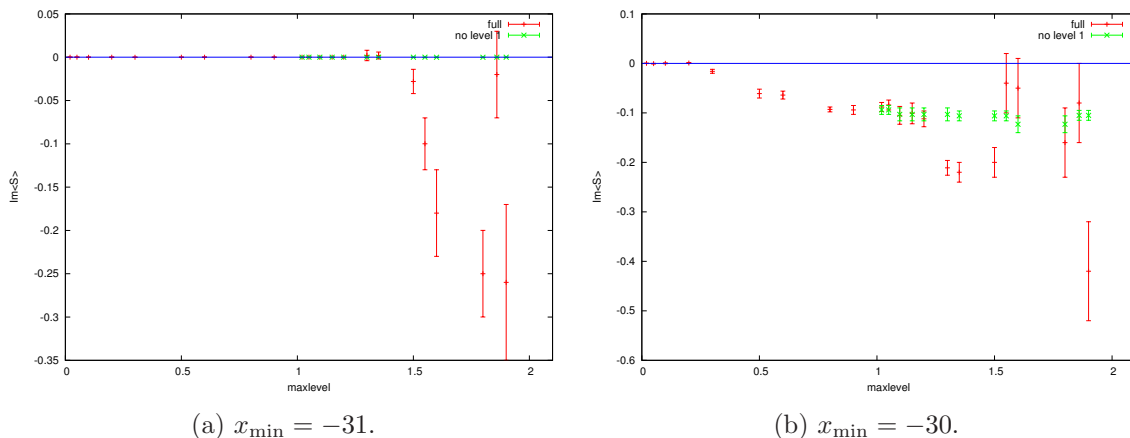 0.05
0
-0.05
-0.1
-0.15
-0.2
-0.25
-0.3
-0.35
0
0.5
1
1.5
2
Im<S>
maxlevel
full
no level 1
(a) x_min = −31.
0.1
0
-0.1
-0.2
-0.3
-0.4
-0.5
-0.6
0
0.5
1
1.5
2
Im<S>
maxlevel
full
no level 1
(b) x_min = −30.